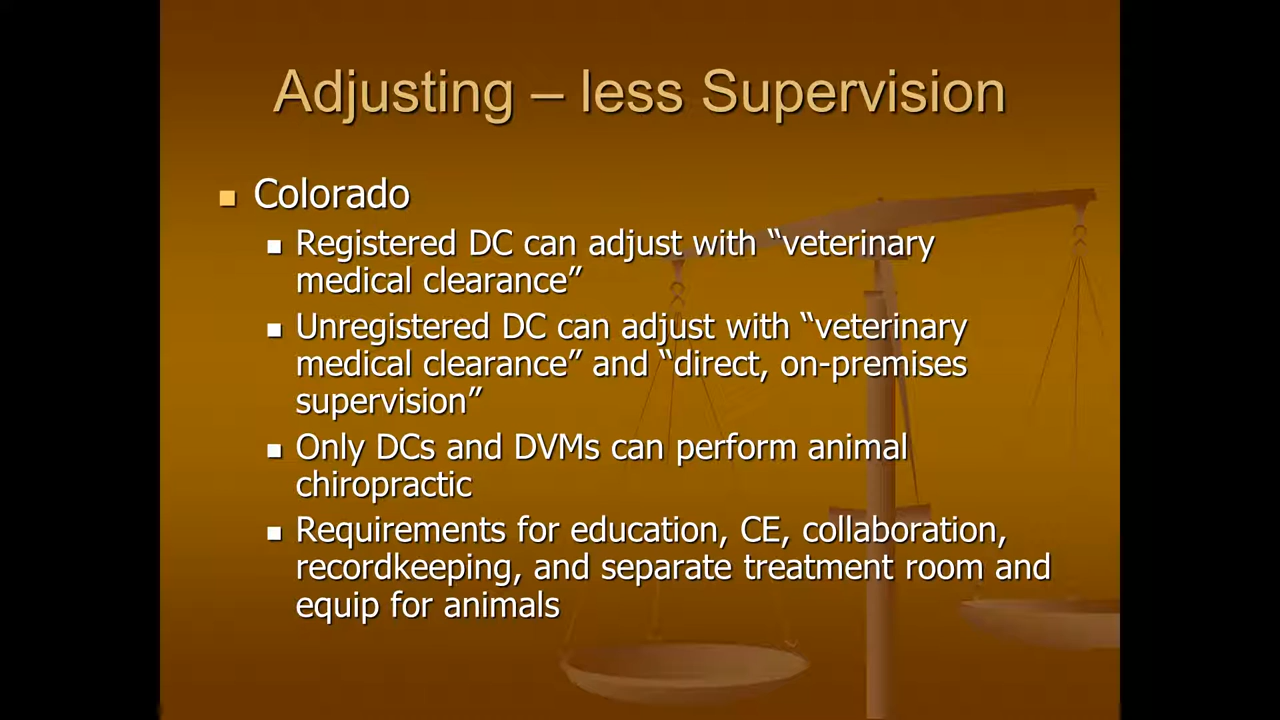 Adjusting – less Supervision
Colorado
Registered DC can adjust with “veterinary
medical clearance”
Unregistered DC can adjust with “veterinary
medical clearance” and “direct, on-premises
supervision”
Only DCs and DVMs can perform animal
chiropractic
Requirements for education, CE, collaboration,
recordkeeping, and separate treatment room and
equip for animals